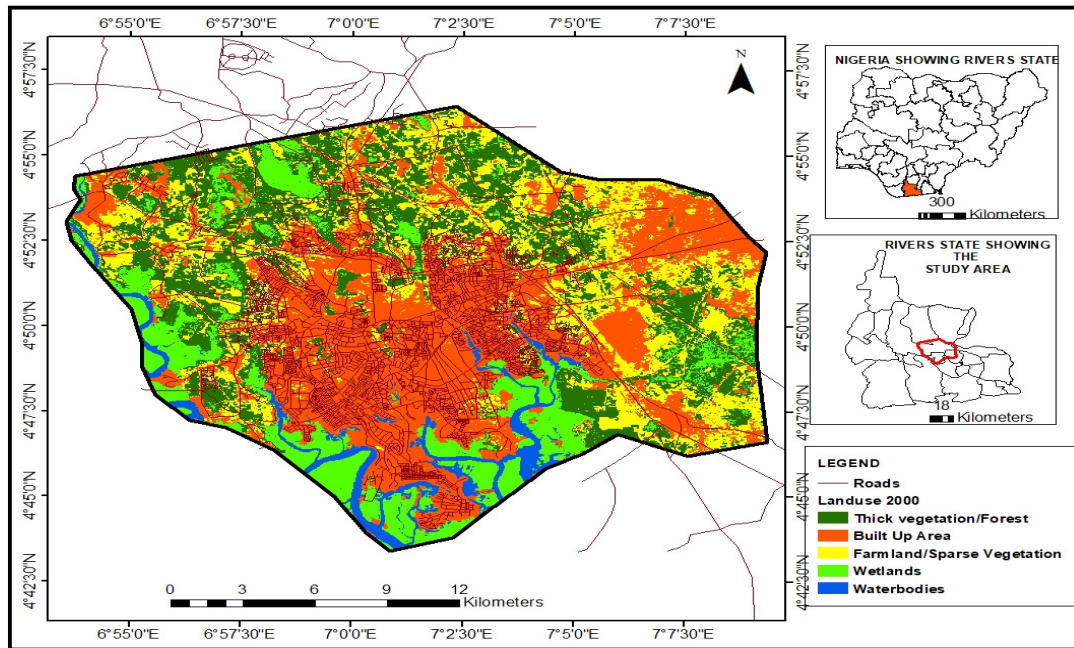 6°55'0"E 6°57'30"E 7°0'0"E 7°2'30"E 7°5'0"E 7°7'30"E
4°57'30"N
4°55'0"N
4°52'30"N
4°50'0"N
4°47'30"N
4°45'0"N
4°42'30"N
N
0 3 6 9 12
Kilometers
6°55'0"E 6°57'30"E 7°0'0"E 7°2'30"E 7°5'0"E 7°7'30"E
4°57'30"N
4°55'0"N
4°52'30"N
4°50'0"N
4°47'30"N
4°45'0"N
4°42'30"N
NIGERIA SHOWING RIVERS STATE
300
Kilometers
RIVERS STATE SHOWING
THE
STUDY AREA
18
Kilometers
LEGEND
Roads
Landuse 2000
Thick vegetation/Forest
Built Up Area
Farmland/Sparse Vegetation
Wetlands
Waterbodies